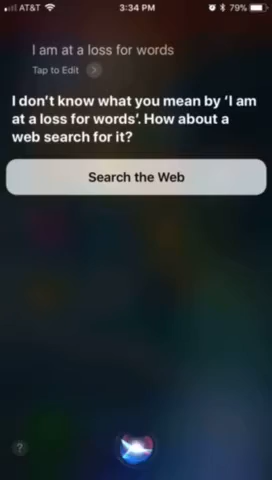 AT&T 3:34 PM 79%
I am at a loss for words
Tap to Edit >
I don't know what you mean by ‘I am
at a loss for words’. How about a
web search for it?
Search the Web
?